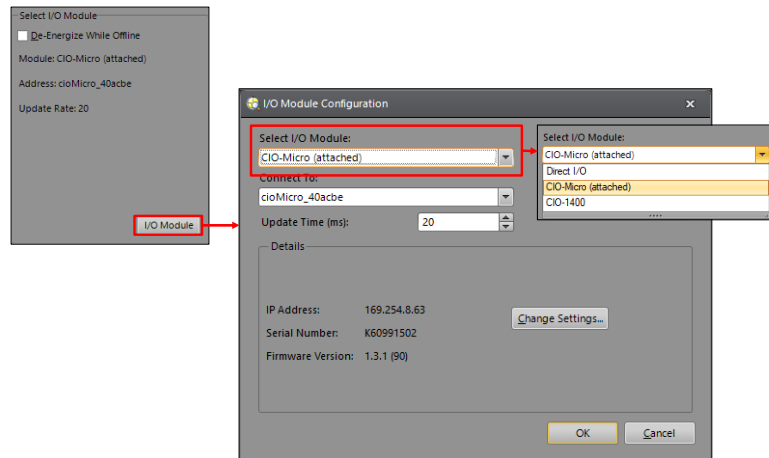 Select I/O Module
De-Energize While Offline
Module: CIO-Micro (attached)
Address: cioMicro_40acbe
Update Rate: 20
I/O Module
I/O Module Configuration
Select I/O Module:
CIO-Micro (attached)
Connect To:
cioMicro_40acbe
Update Time (ms): 20
Details
IP Address: 169.254.8.63
Serial Number: K60991502
Firmware Version: 1.3.1 (90)
Change Settings...
OK Cancel
Select I/O Module:
CIO-Micro (attached)
Direct I/O
CIO-Micro (attached)
CIO-1400